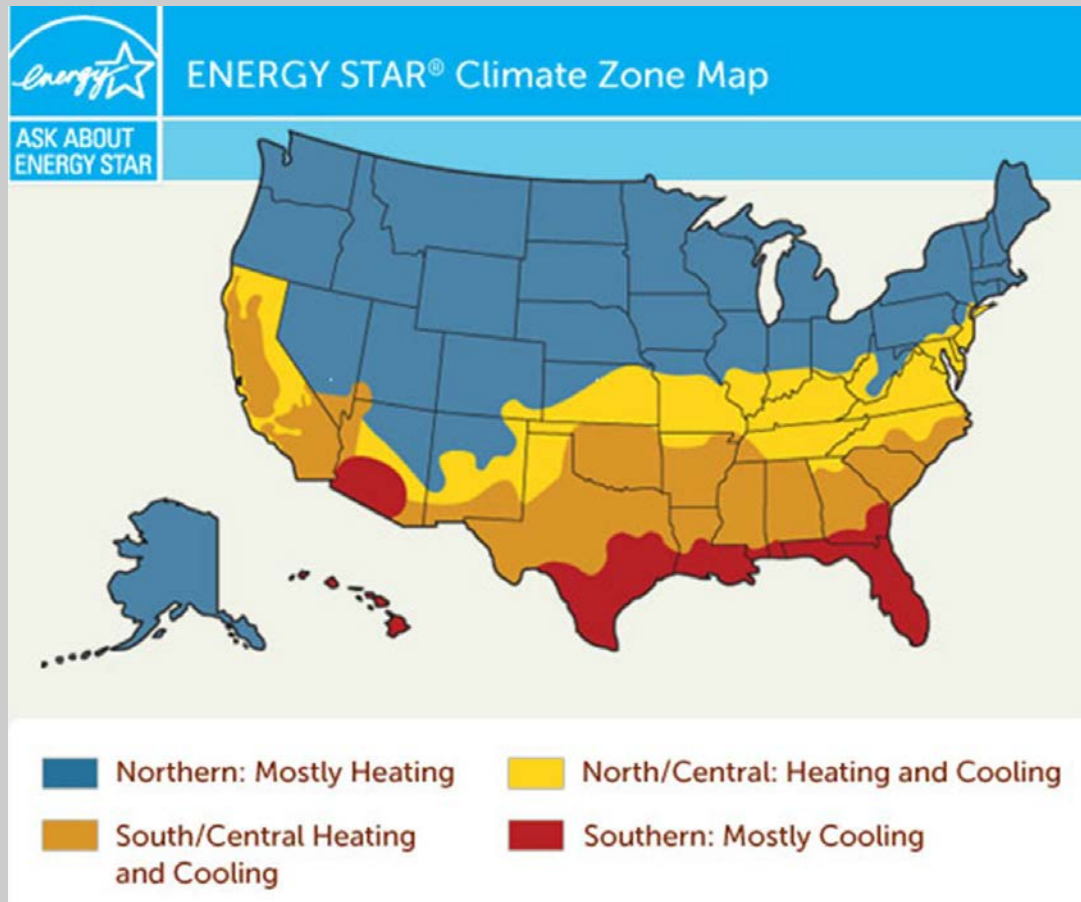 energy
ENERGY STAR® Climate Zone Map
ASK ABOUT
ENERGY STAR
Northern: Mostly Heating
North/Central: Heating and Cooling
South/Central Heating
and Cooling
Southern: Mostly Cooling